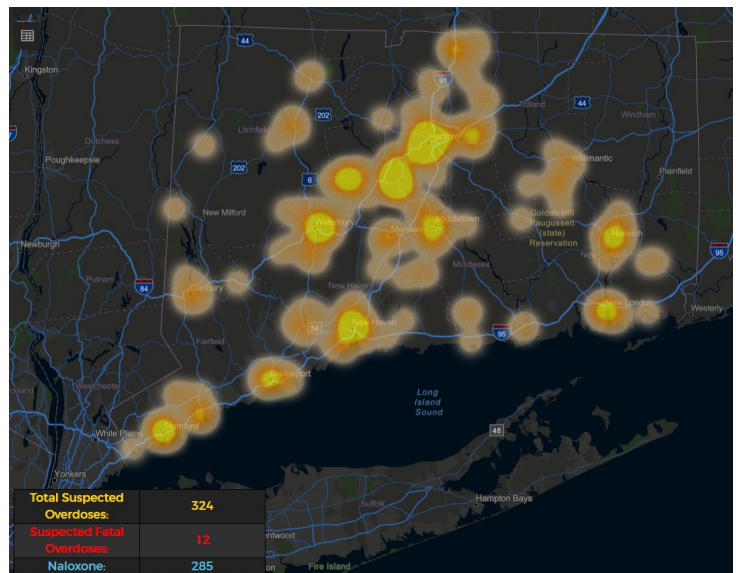 44
Kingston
91
Tolland
44
202
Windham
Hartford
Litchfield
Dutchess
Willimantic
Poughkeepsie
202
6
Plainfield
New Milford
Golden Hill
Paugussett
(state)
Reservation
Waterbury
Middletown
Meriden
Norwich
Newburgh
95
Middlesex
Putnam
84
Danbury
New Haven
New London
Westerly
34
New Haven
95
Fairfield
Bridgeport
Westchester
Long
Island
Sound
Stamford
White Plains
48
Yonkers
Hampton Bays
Suffolk
entwood
Fire Island
Total Suspected
Overdoses:
324
Suspected Fatal
Overdoses:
12
Naloxone:
285